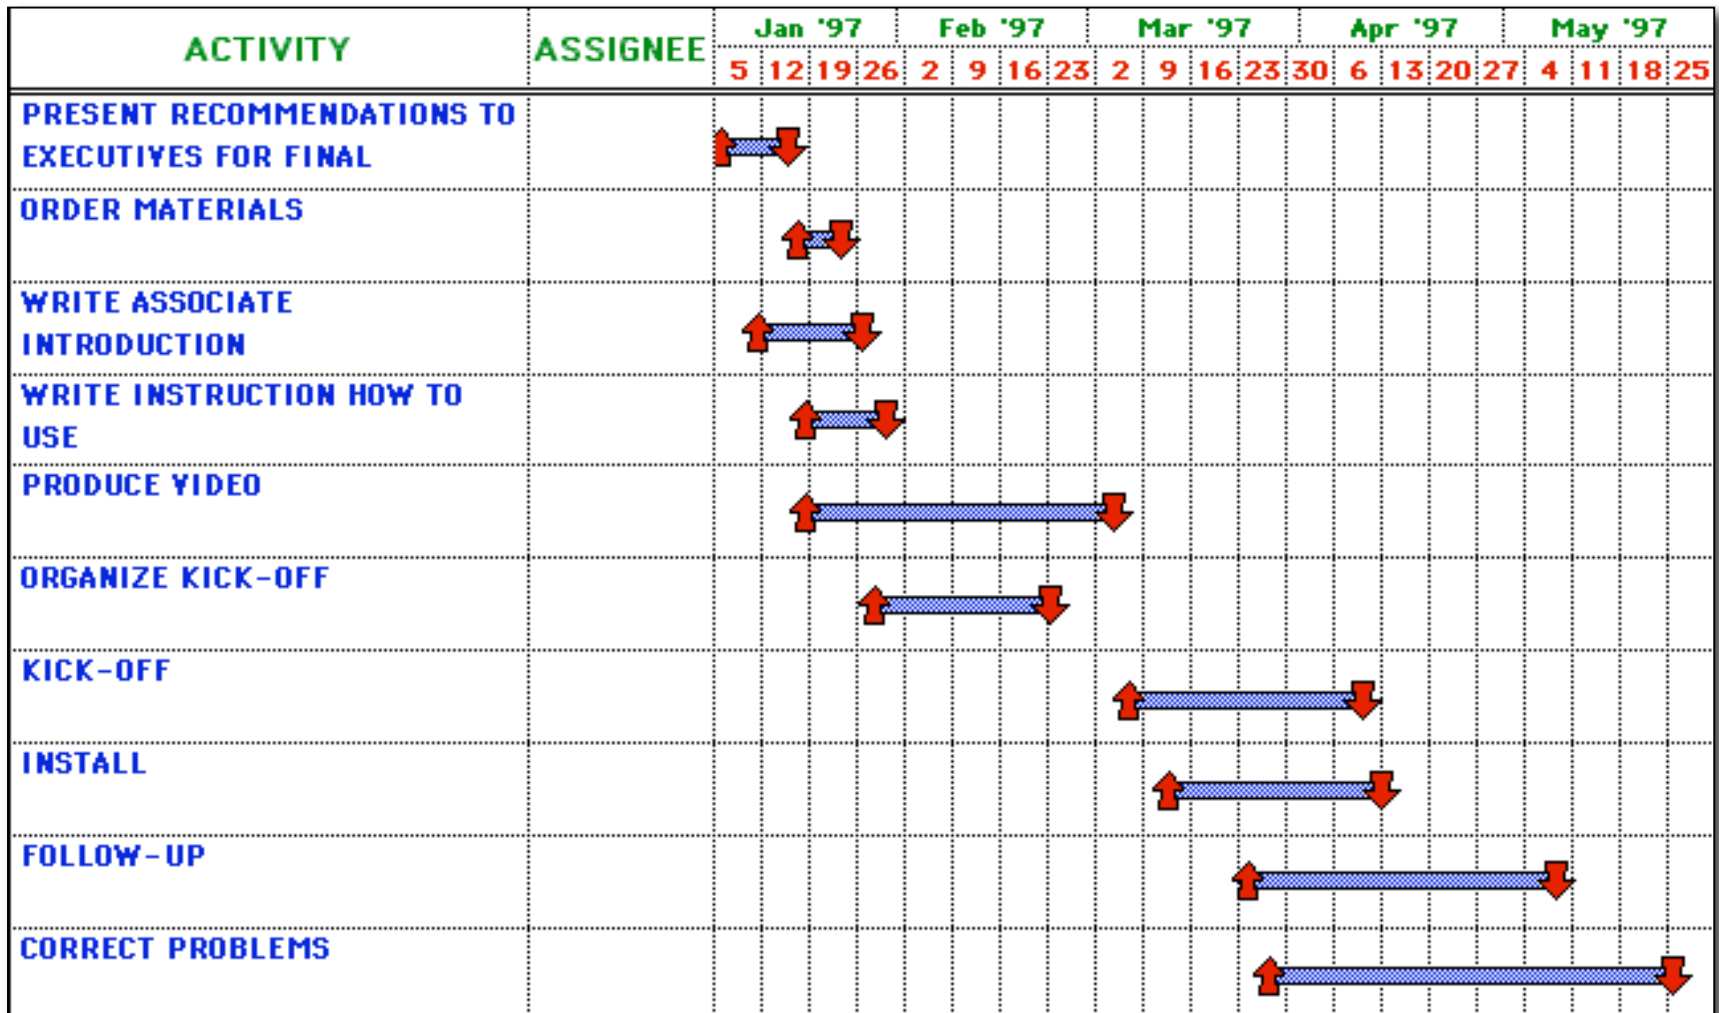 ACTIVITY ASSIGNEE Jan '97 Feb '97 Mar '97 Apr '97 May '97
5 12 19 26 2 9 16 23 2 9 16 23 30 6 13 20 27 4 11 18 25
PRESENT RECOMMENDATIONS TO
EXECUTIVES FOR FINAL
ORDER MATERIALS
WRITE ASSOCIATE
INTRODUCTION
WRITE INSTRUCTION HOW TO
USE
PRODUCE VIDEO
ORGANIZE KICK-OFF
KICK-OFF
INSTALL
FOLLOW-UP
CORRECT PROBLEMS